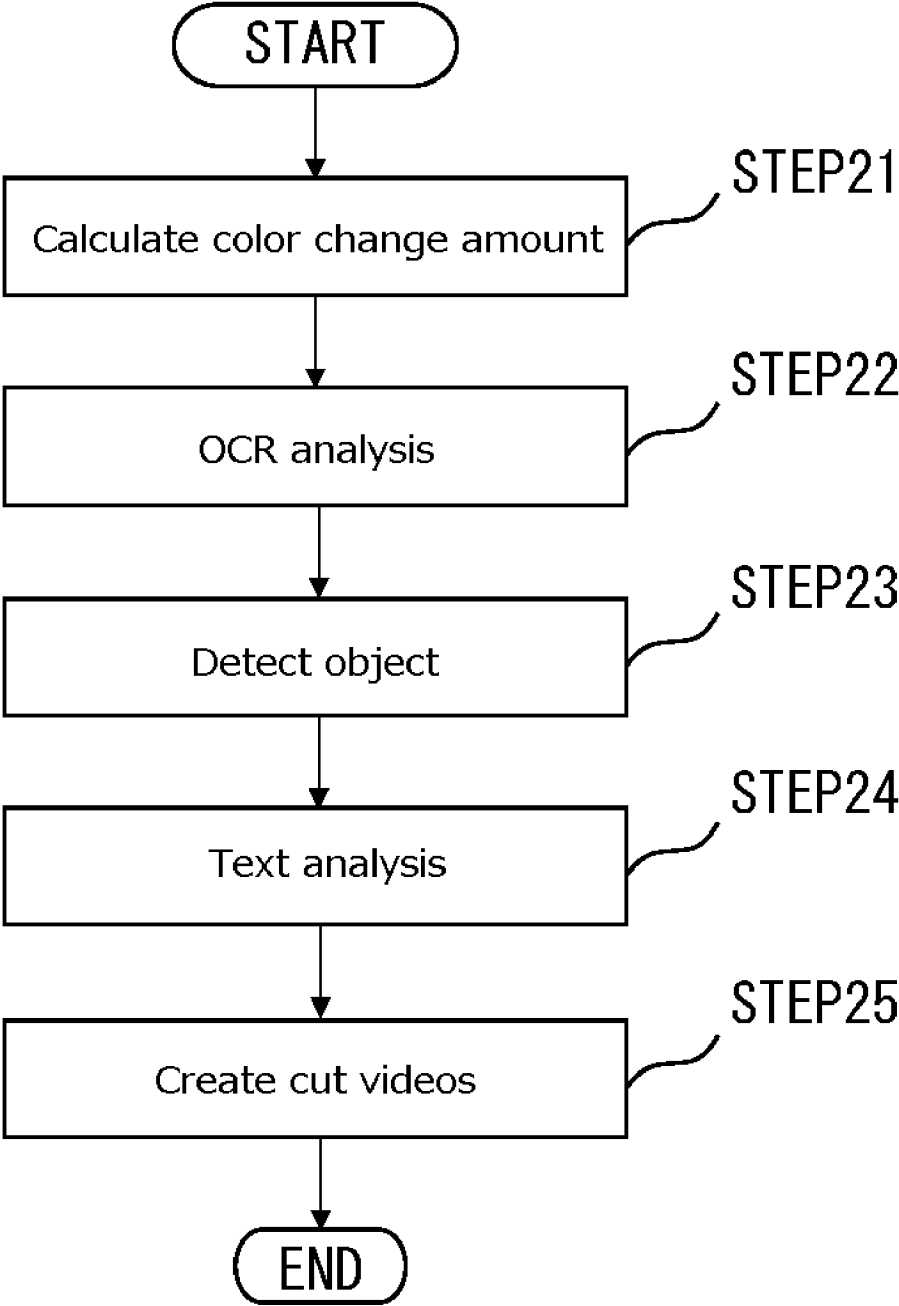 START
STEP21
Calculate color change amount
STEP22
OCR analysis
STEP23
Detect object
STEP24
Text analysis
STEP25
Create cut videos
END